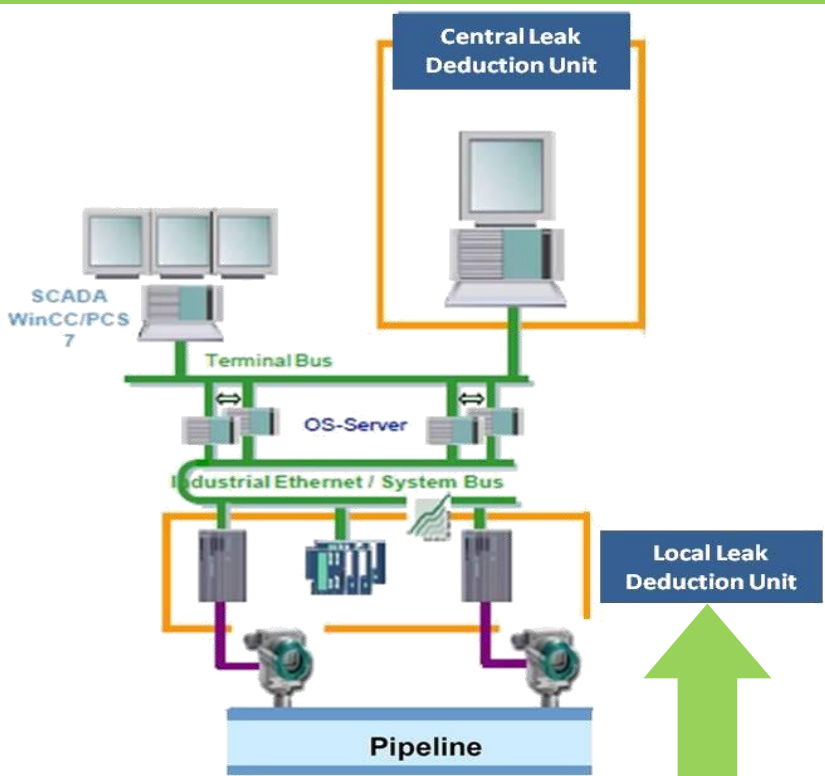 Central Leak
Deduction Unit
SCADA
WinCC/PCS
7
Terminal Bus
OS-Server
Industrial Ethernet / System Bus
Local Leak
Deduction Unit
Pipeline